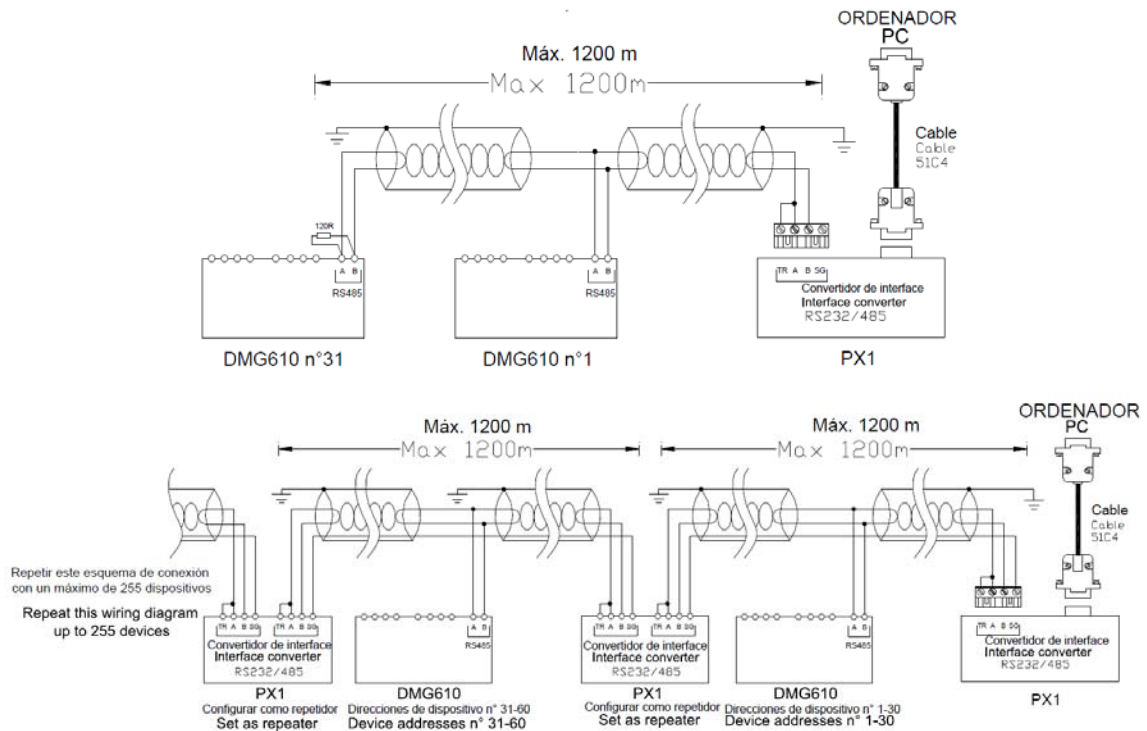 ORDENADOR
PC
Máx. 1200 m
Max 1200m
Cable
Cable
51C4
120R
A B
RS485
A B
RS485
TR A B SG
Convertidor de interface
Interface converter
RS232/485
DMG610 n°31
DMG610 n°1
PX1
ORDENADOR
PC
Máx. 1200 m
Max 1200m
Máx. 1200 m
Max 1200m
Cable
Cable
51C4
Repetir este esquema de conexión
con un máximo de 255 dispositivos
Repeat this wiring diagram
up to 255 devices
TR A B SG
TR A B SG
Convertidor de interface
Interface converter
RS232/485
A B
RS485
TR A B SG
TR A B SG
Convertidor de interface
Interface converter
RS232/485
A B
RS485
TR A B SG
Convertidor de interface
Interface converter
RS232/485
PX1
Configurar como repetidor
Set as repeater
DMG610
Direcciones de dispositivo n° 31-60
Device addresses n° 31-60
PX1
Configurar como repetidor
Set as repeater
DMG610
Direcciones de dispositivo n° 1-30
Device addresses n° 1-30
PX1